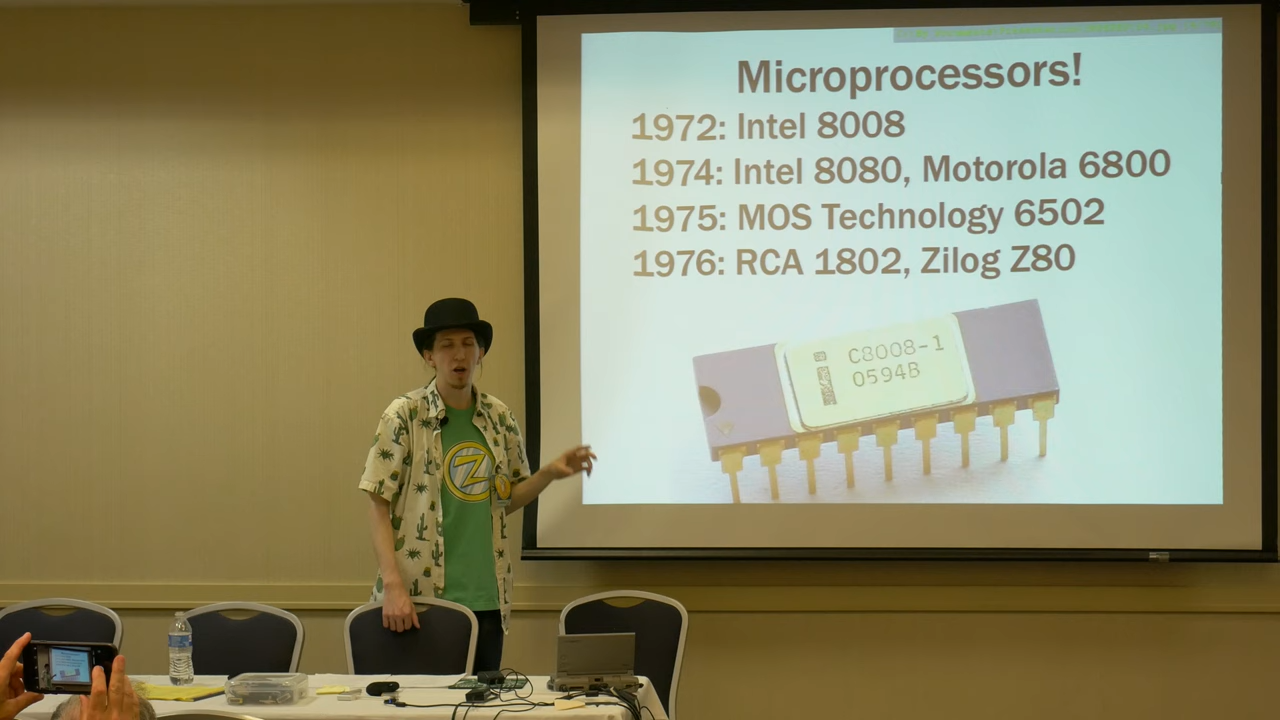 Microprocessors!
1972: Intel 8008
1974: Intel 8080, Motorola 6800
1975: MOS Technology 6502
1976: RCA 1802, Zilog Z80
C8008-1
0594B
Z